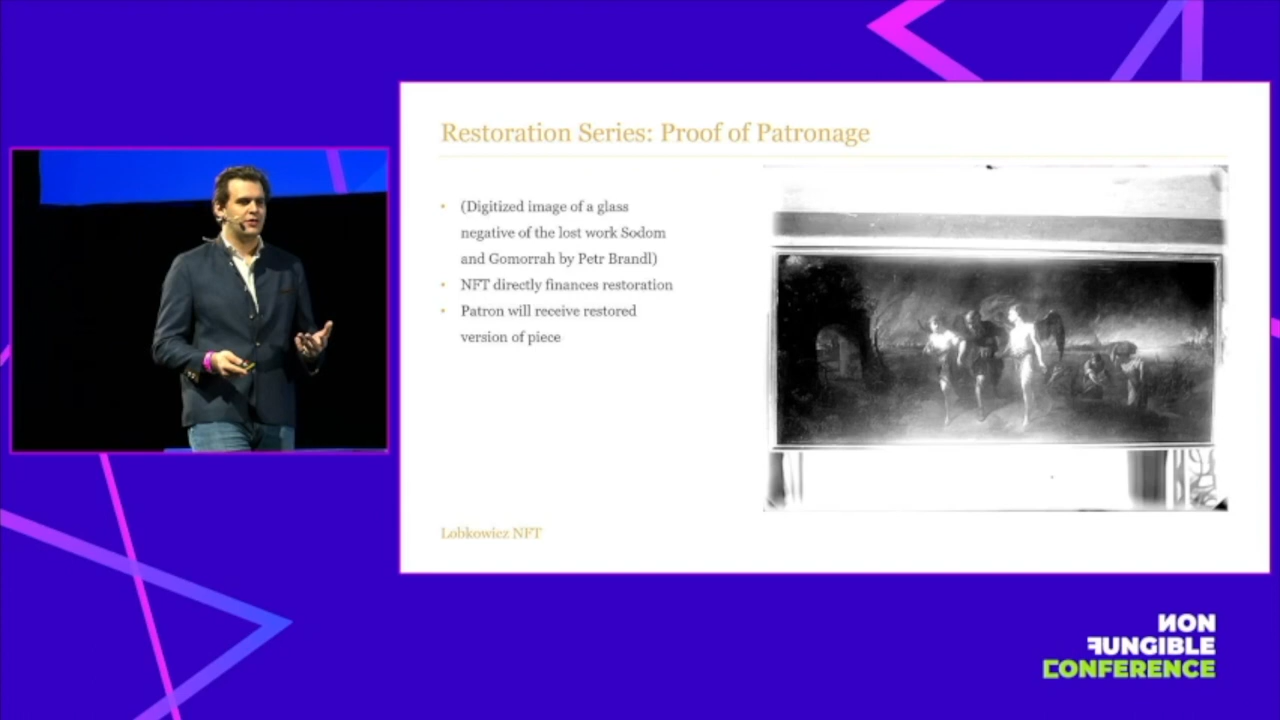 Restoration Series: Proof of Patronage
(Digitized image of a glass
negative of the lost work Sodom
and Gomorrah by Petr Brandl)
NFT directly finances restoration
Patron will receive restored
version of piece
Lobkowicz NFT
NON
FUNGIBLE
CONFERENCE